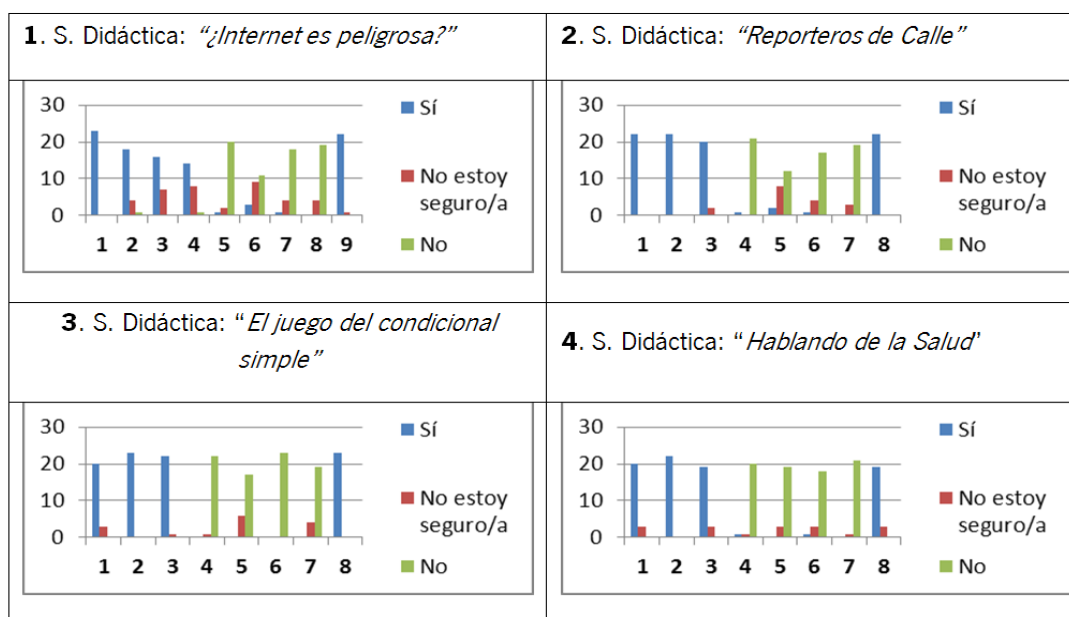 1. S. Didáctica: “¿Internet es peligrosa?”
2. S. Didáctica: “Reporteros de Calle”
30
20
10
0
1 2 3 4 5 6 7 8 9
Sí
No estoy
seguro/a
No
30
20
10
0
1 2 3 4 5 6 7 8
Sí
No estoy
seguro/a
No
3. S. Didáctica: “El juego del condicional
simple”
4. S. Didáctica: “Hablando de la Salud”
30
20
10
0
1 2 3 4 5 6 7 8
Sí
No estoy
seguro/a
No
30
20
10
0
1 2 3 4 5 6 7 8
Sí
No estoy
seguro/a
No